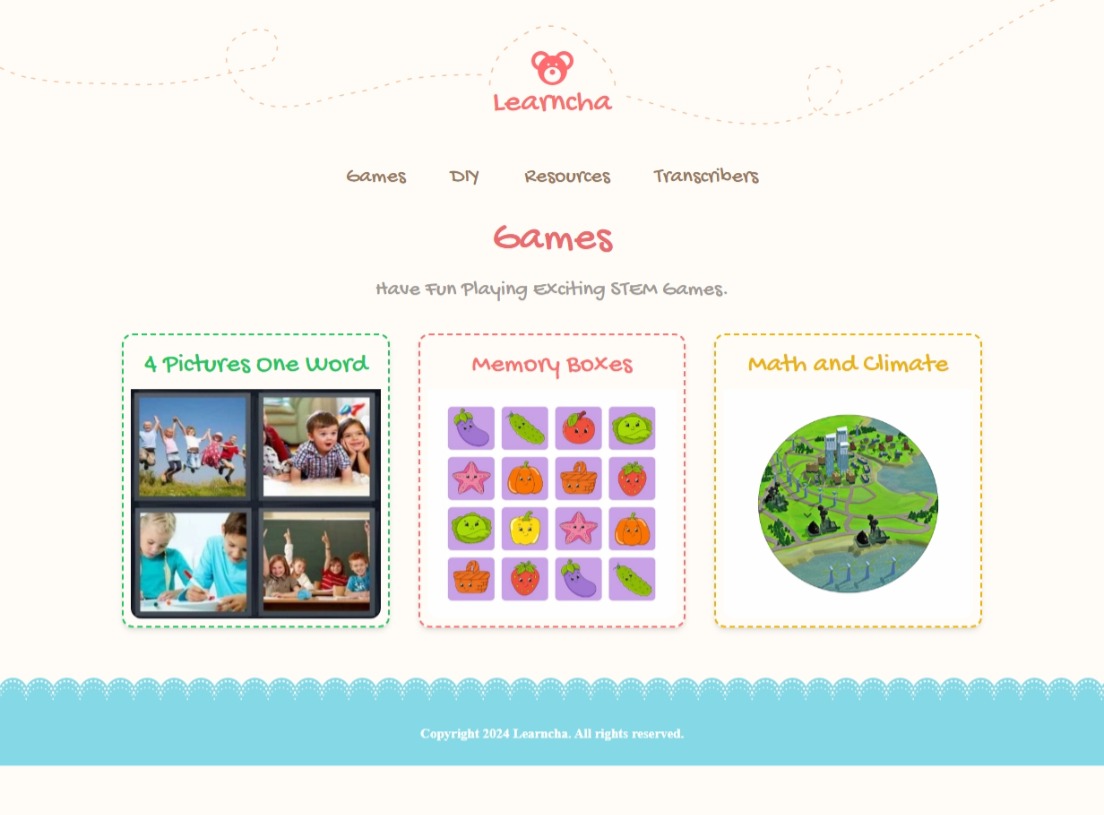 Learncha
Games DIY Resources Transcribers
Games
Have Fun Playing Exciting STEM Games.
4 Pictures One Word
Memory Boxes
Math and Climate
Copyright 2024 Learncha. All rights reserved.